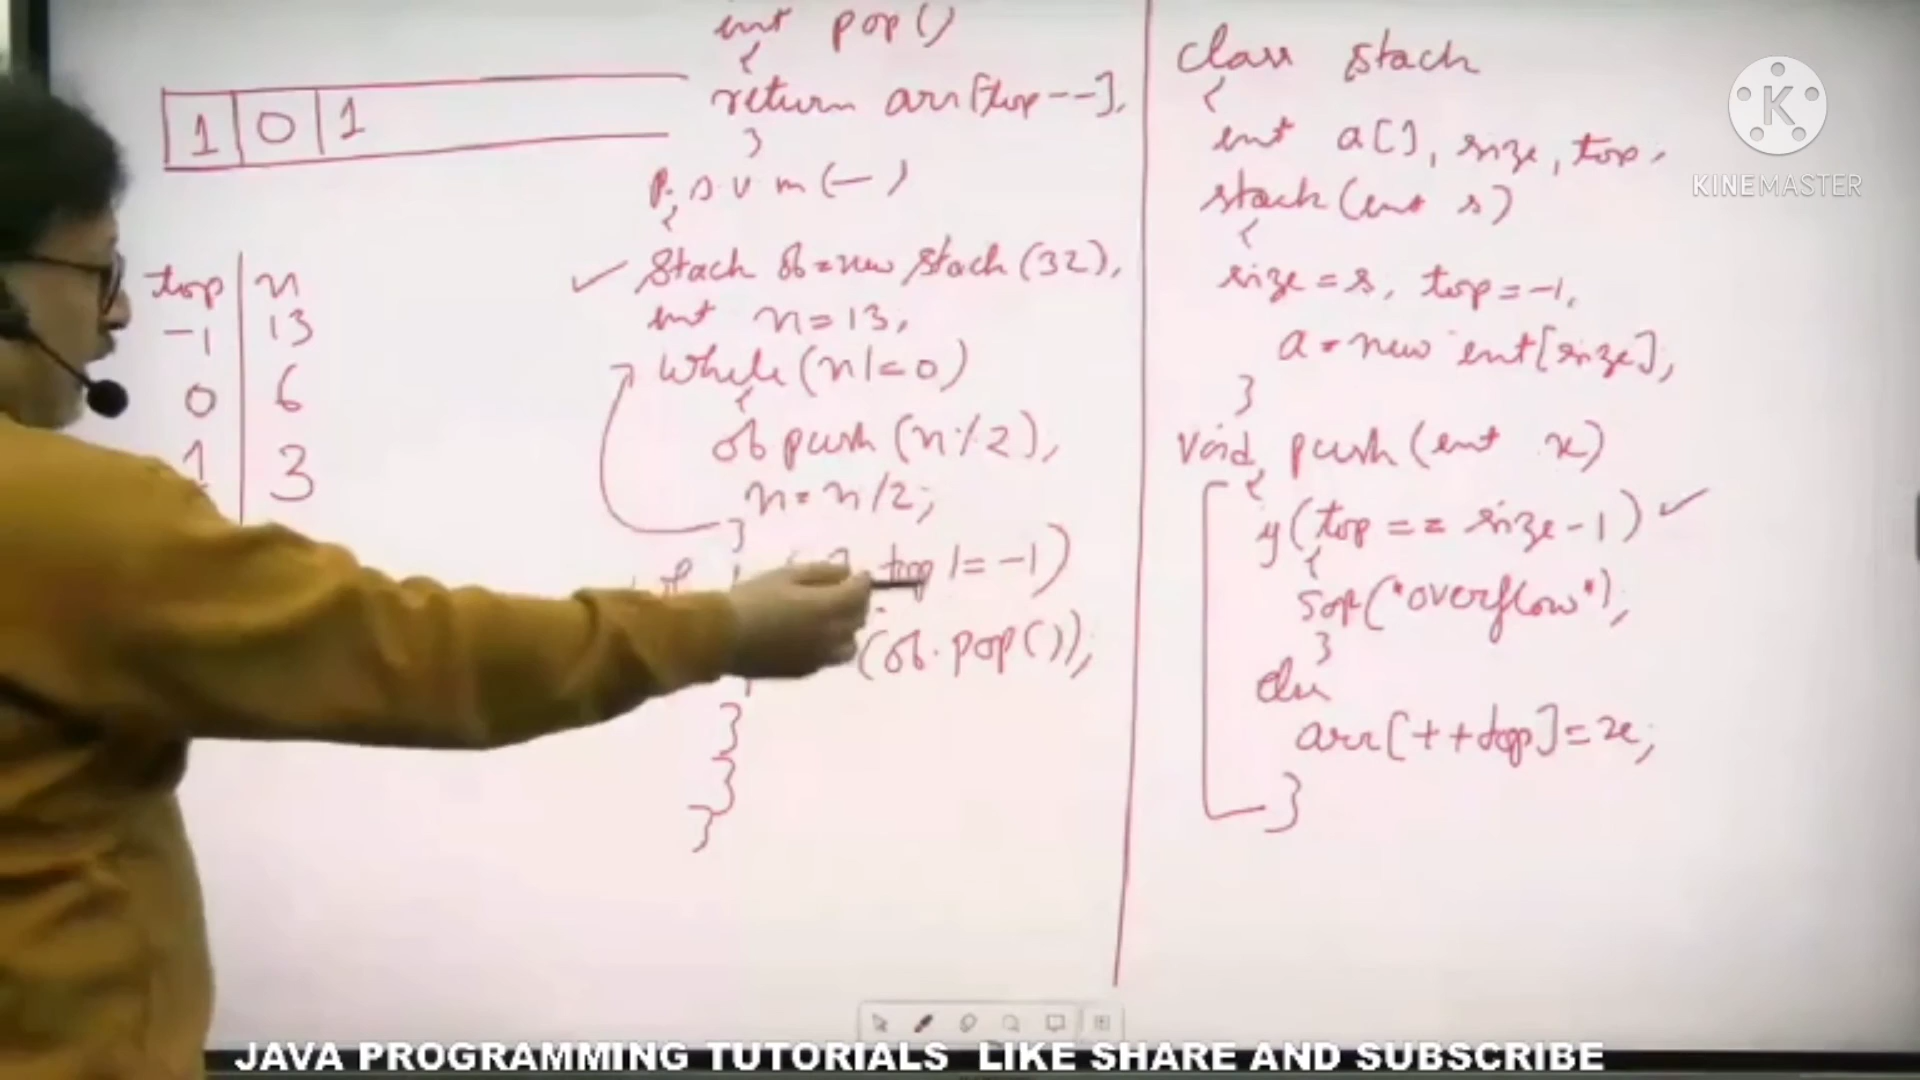 1 0 1
top n
-1 13
0 6
1 3
int pop()
{
return arr[top--],
}
P. s v m (—)
{
✓ Stack ob=new stack(32),
int n=13,
while(n!=0)
{
ob push(n%2),
n=n/2;
}
top != -1)
(ob.pop());
}
}
}
class stack
{
int a[], size, top,
stack(int s)
{
size = s, top = -1,
a = new int[size],
}
void push(int x)
{
if(top == size-1) ✓
{
Sop("overflow"),
}
else
arr[++top]=x;
}
KINEMASTER
JAVA PROGRAMMING TUTORIALS LIKE SHARE AND SUBSCRIBE